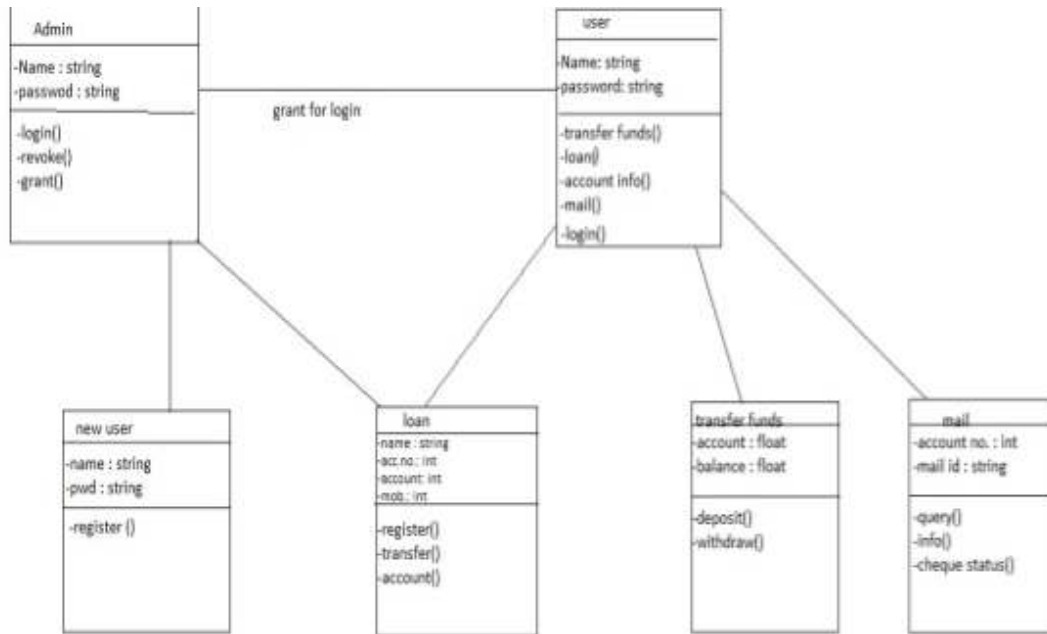 Admin
-Name : string
-passwod : string
-login()
-revoke()
-grant()
grant for login
user
-Name: string
-password: string
-transfer funds()
-loan()
-account info()
-mail()
-login()
new user
-name : string
-pwd : string
-register ()
loan
-name : string
-acc.no.: int
-account: int
-mob.: int
-register()
-transfer()
-account()
transfer funds
-account : float
-balance : float
-deposit()
-withdraw()
mail
-account no. : int
-mail id : string
-query()
-info()
-cheque status()